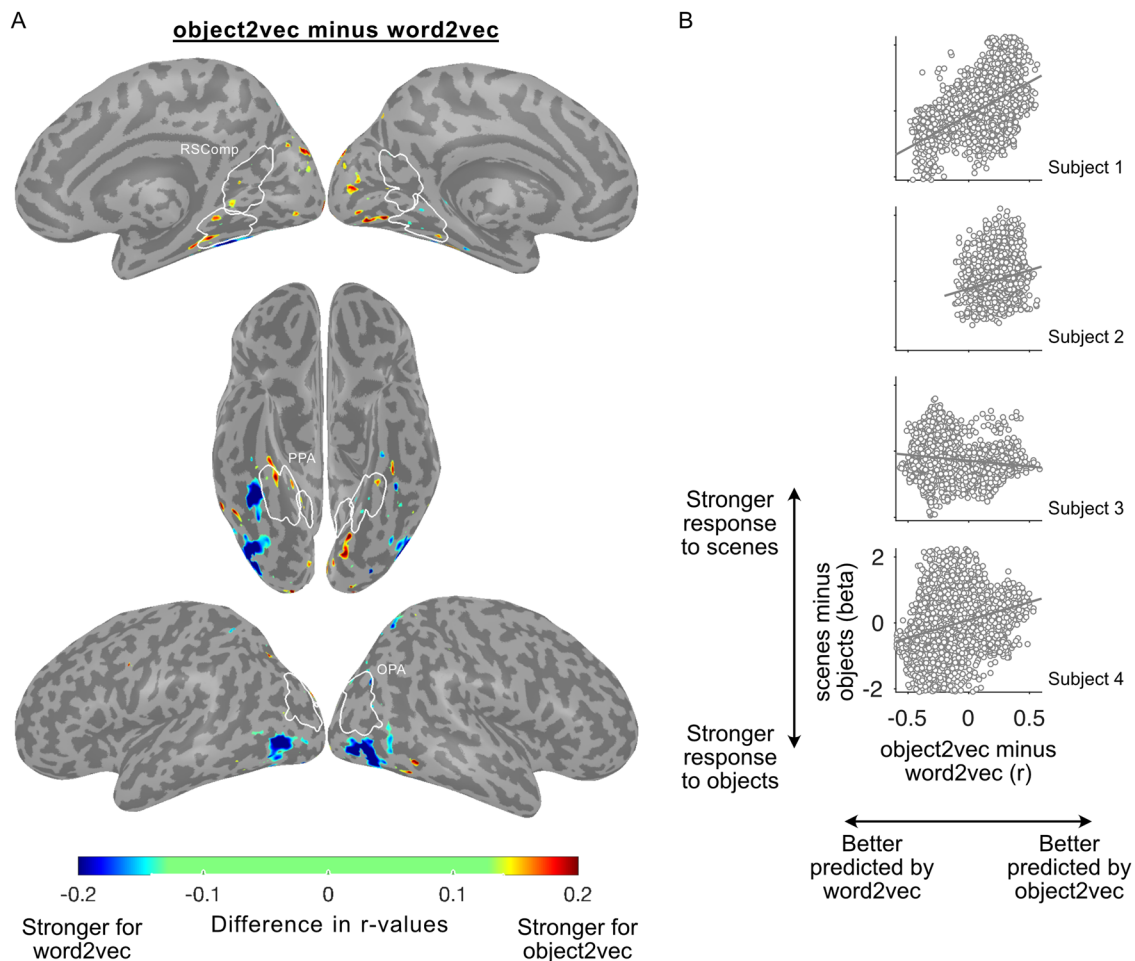 A
object2vec minus word2vec
RSComp
PPA
OPA
-0.2
-0.1
0
0.1
0.2
Stronger for
word2vec
Difference in r-values
Stronger for
object2vec
B
Subject 1
Subject 2
Subject 3
Subject 4
Stronger
response
to scenes
Stronger
response
to objects
scenes minus
objects (beta)
2
0
-2
-0.5
0
0.5
object2vec minus
word2vec (r)
Better
predicted by
word2vec
Better
predicted by
object2vec